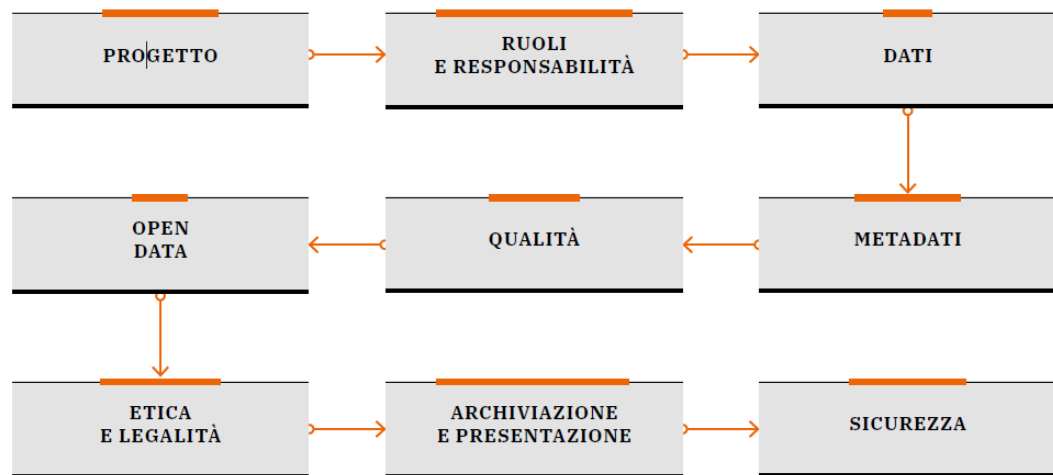 PROGETTO
RUOLI
E RESPONSABILITÀ
DATI
METADATI
QUALITÀ
OPEN
DATA
ETICA
E LEGALITÀ
ARCHIVIAZIONE
E PRESENTAZIONE
SICUREZZA